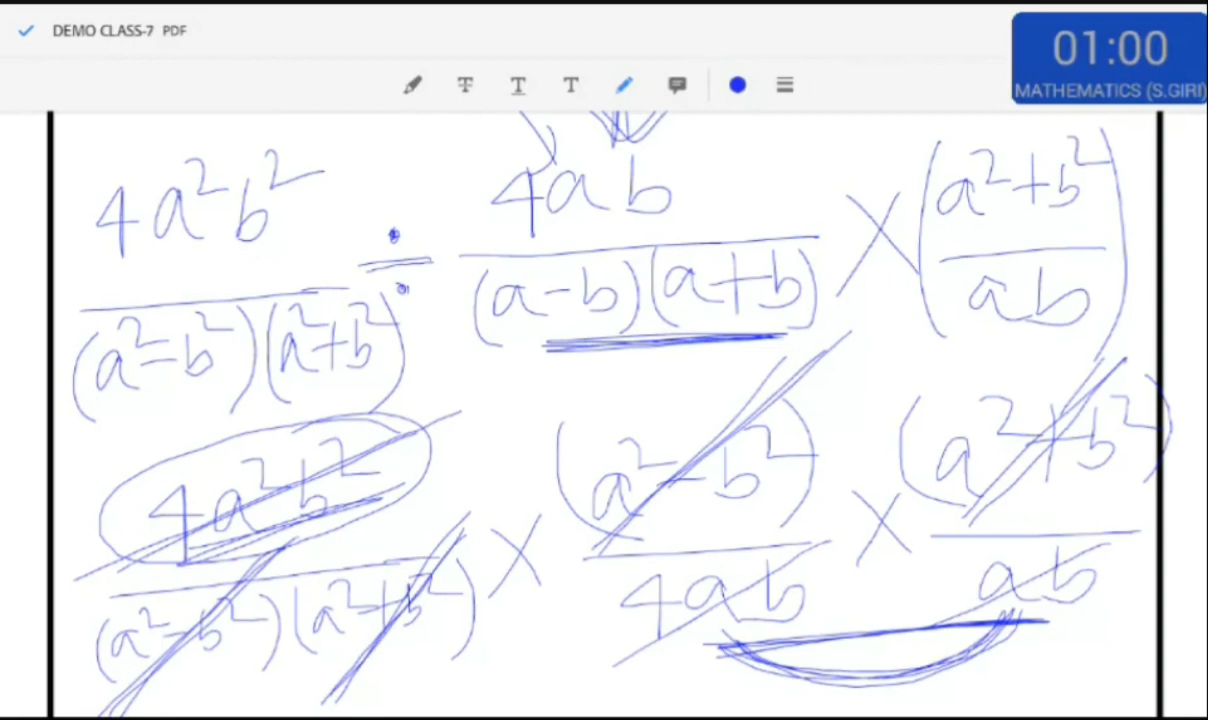 DEMO CLASS-7 PDF
01:00
MATHEMATICS (S.GIRI)
T T T
4a²b² / (a²-b²)(a²+b²) ÷ 4ab / (a-b)(a+b) × (a²+b² / ab)
4a²b² / (a²-b²)(a²+b²) × (a²-b²) / 4ab × (a²+b²) / ab